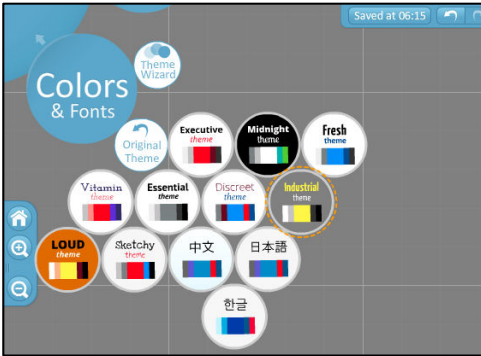 Saved at 06:15
Colors
& Fonts
Theme
Wizard
Original
Theme
Executive
theme
Midnight
theme
Fresh
theme
Vitamin
theme
Essential
theme
Discreet
theme
Industrial
theme
LOUD
theme
Sketchy
theme
中文
日本語
한글